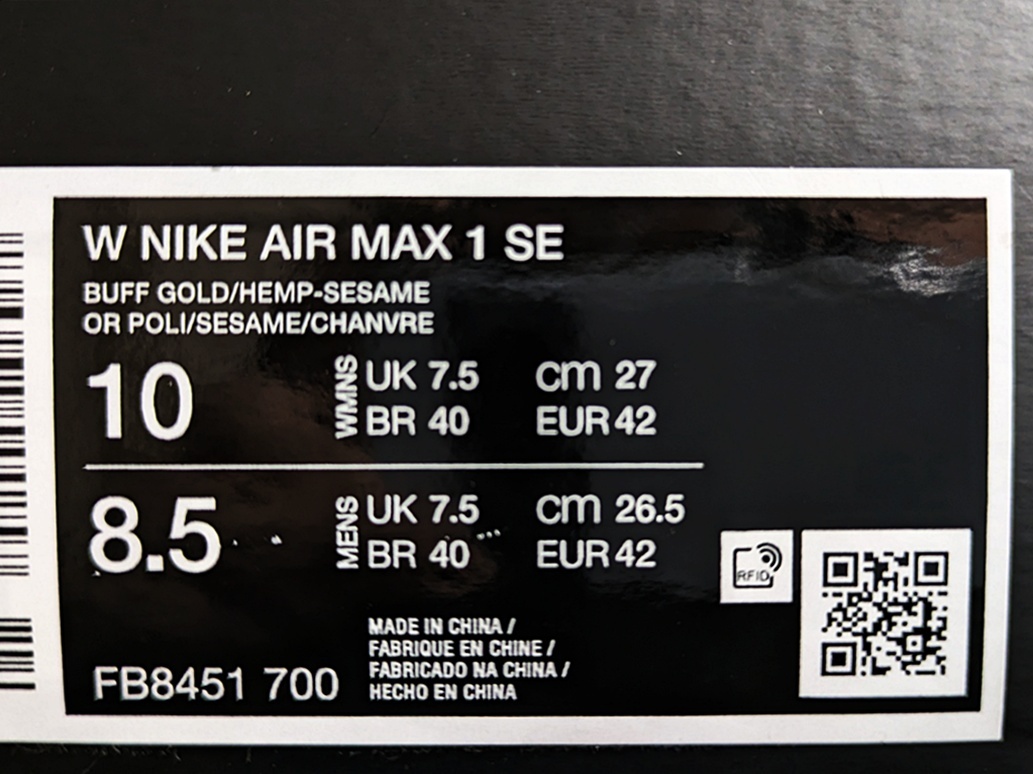 W NIKE AIR MAX 1 SE
BUFF GOLD/HEMP-SESAME
OR POLI/SESAME/CHANVRE
10 WMNS UK 7.5 cm 27
BR 40 EUR 42
8.5 MENS UK 7.5 cm 26.5
BR 40 EUR 42
RFID
MADE IN CHINA /
FABRIQUE EN CHINE /
FABRICADO NA CHINA /
HECHO EN CHINA
FB8451 700